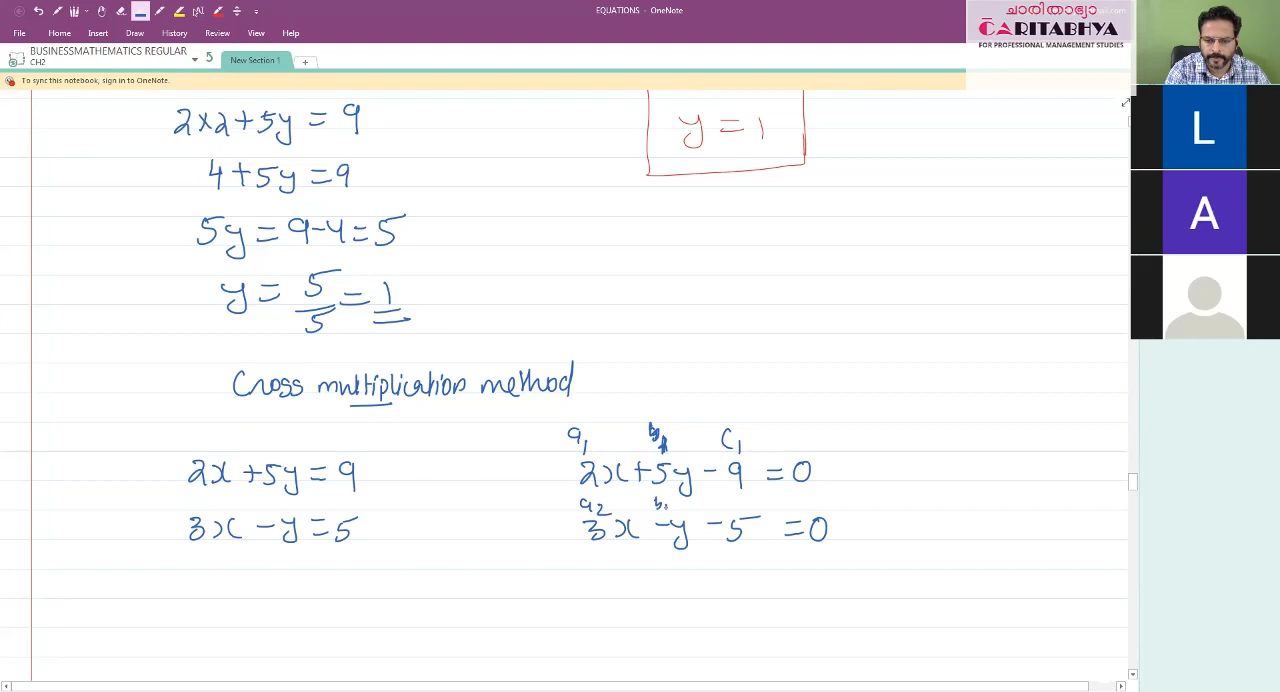 EQUATIONS - OneNote
File Home Insert Draw History Review View Help
BUSINESSMATHEMATICS REGULAR
CH2
New Section 1
To sync this notebook, sign in to OneNote.
ചാരിതാഭ്യാ
CARITABHYA
FOR PROFESSIONAL MANAGEMENT STUDIES
L
A
2×2+5y = 9
y = 1
4+5y=9
5y = 9-4=5
y = 5/5 = 1
Cross multiplication method
a1 b1 C1
2x +5y = 9 2x+5y-9 =0
a2 b2
3x -y = 5 3x -y -5 =0